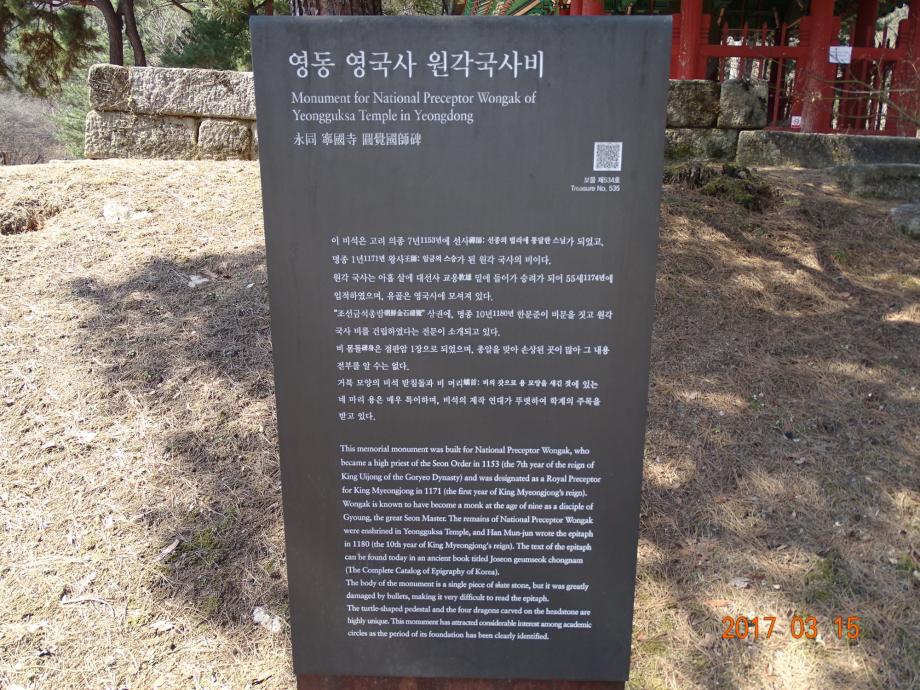 영동 영국사 원각국사비
Monument for National Preceptor Wongak of
Yeongguksa Temple in Yeongdong
永同 寧國寺 圓覺國師碑
보물 제534호
Treasure No. 535
이 비석은 고려 의종 7년1153년에 선사禪師: 선종의 법리에 통달한 스님가 되었고,
명종 1년1171년 왕사王師: 임금의 스승가 된 원각 국사의 비이다.
원각 국사는 아홉 살에 대선사 교웅敎雄 밑에 들어가 승려가 되어 55세1174년에
입적하였으며, 유골은 영국사에 모셔져 있다.
"조선금석총람朝鮮金石總覽" 상권에, 명종 10년1180년 한문준이 비문을 짓고 원각
국사 비를 건립하였다는 전문이 소개되고 있다.
비 몸돌碑身은 점판암 1장으로 되었으며, 총알을 맞아 손상된 곳이 많아 그 내용
전부를 알 수는 없다.
거북 모양의 비석 받침돌과 비 머리螭首: 비의 갓으로 용 모양을 새긴 것에 있는
네 마리 용은 매우 특이하며, 비석의 제작 연대가 뚜렷하여 학계의 주목을
받고 있다.
This memorial monument was built for National Preceptor Wongak, who
became a high priest of the Seon Order in 1153 (the 7th year of the reign of
King Uijong of the Goryeo Dynasty) and was designated as a Royal Preceptor
for King Myeongjong in 1171 (the first year of King Myeongjong's reign).
Wongak is known to have become a monk at the age of nine as a disciple of
Gyoung, the great Seon Master. The remains of National Preceptor Wongak
were enshrined in Yeongguksa Temple, and Han Mun-jun wrote the epitaph
in 1180 (the 10th year of King Myeongjong's reign). The text of the epitaph
can be found today in an ancient book titled Joseon geumseok chongnam
(The Complete Catalog of Epigraphy of Korea).
The body of the monument is a single piece of slate stone, but it was greatly
damaged by bullets, making it very difficult to read the epitaph.
The turtle-shaped pedestal and the four dragons carved on the headstone are
highly unique. This monument has attracted considerable interest among academic
circles as the period of its foundation has been clearly identified.
2017 03 15